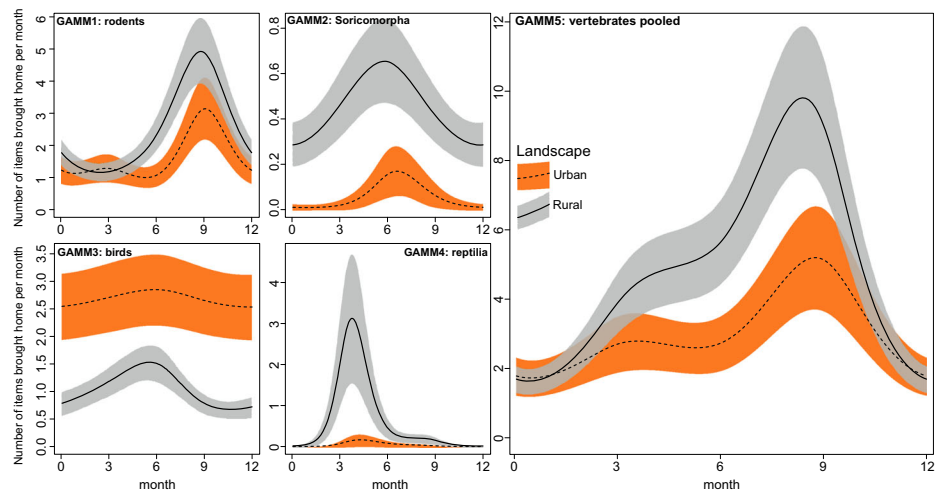 GAMM1: rodents
Number of items brought home per month
0 1 2 3 4 5 6
0 3 6 9 12
GAMM2: Soricomorpha
0.0 0.2 0.4 0.6 0.8
0 3 6 9 12
GAMM5: vertebrates pooled
0 2 4 6 8 10 12
0 3 6 9 12
month
Landscape
Urban
Rural
GAMM3: birds
Number of items brought home per month
0.0 0.5 1.0 1.5 2.0 2.5 3.0 3.5
0 3 6 9 12
month
GAMM4: reptilia
0 1 2 3 4
0 3 6 9 12
month